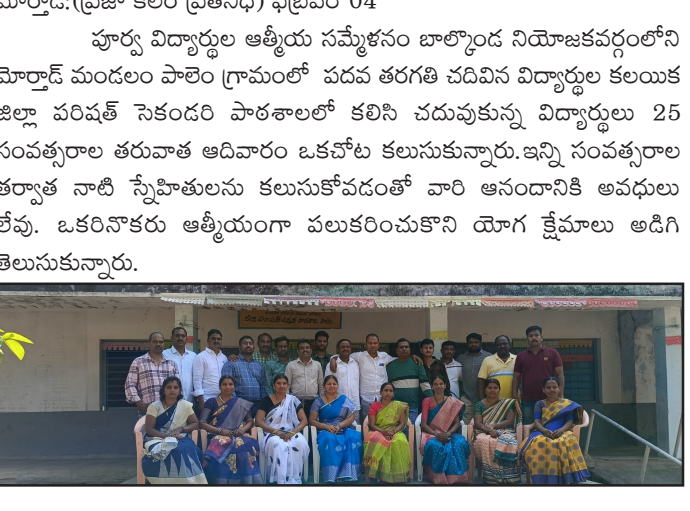 మోర్తాడ్:(ప్రజా కలం ప్రతినిధి) ఫిబ్రవరి 04
పూర్వ విద్యార్థుల ఆత్మీయ సమ్మేళనం బాల్కొండ నియోజకవర్గంలోని
మోర్తాడ్ మండలం పాలెం గ్రామంలో పదవ తరగతి చదివిన విద్యార్థుల కలయిక
జిల్లా పరిషత్ సెకండరి పాఠశాలలో కలిసి చదువుకున్న విద్యార్థులు 25
సంవత్సరాల తరువాత ఆదివారం ఒకచోట కలుసుకున్నారు.ఇన్ని సంవత్సరాల
తర్వాత నాటి స్నేహితులను కలుసుకోవడంతో వారి ఆనందానికి అవధులు
లేవు. ఒకరినొకరు ఆత్మీయంగా పలుకరించుకొని యోగ క్షేమాలు అడిగి
తెలుసుకున్నారు.